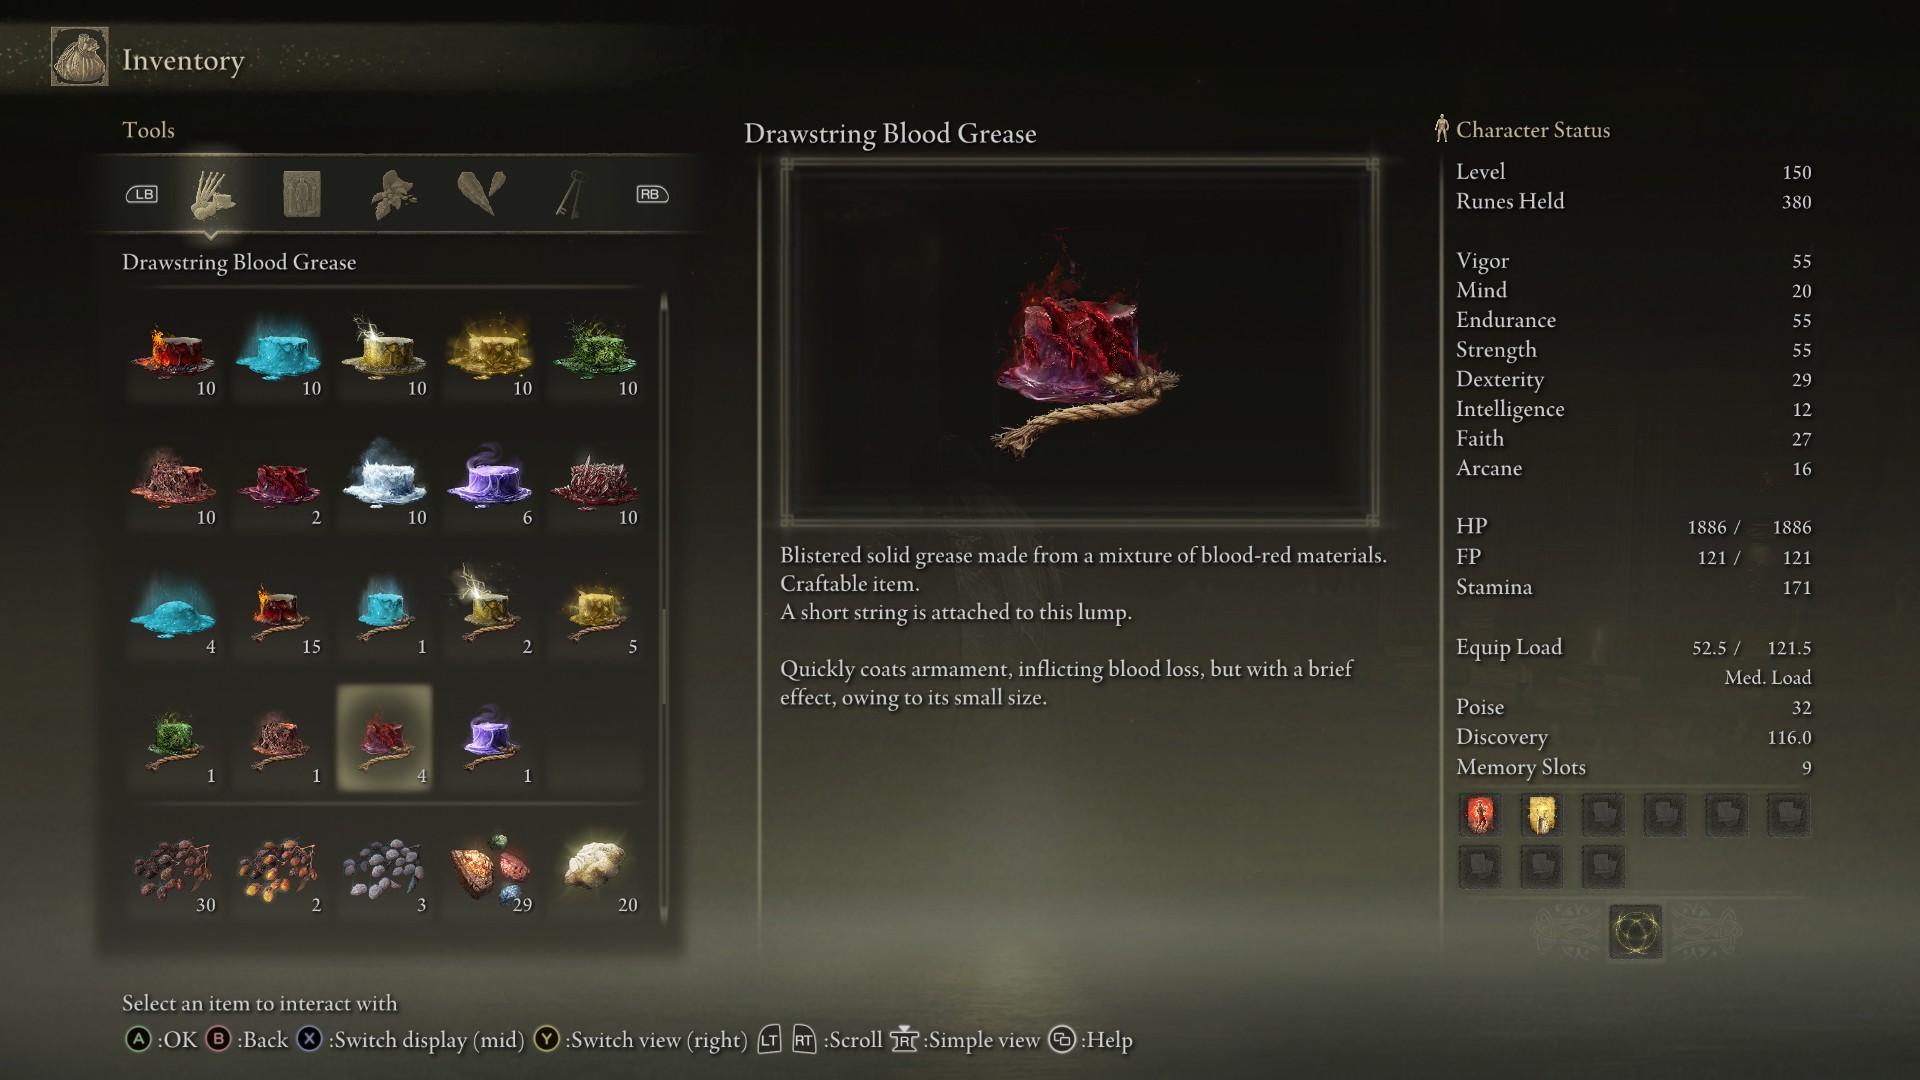 Inventory
Tools
LB
RB
Drawstring Blood Grease
10
10
10
10
10
10
2
10
6
10
4
15
1
2
5
1
1
4
1
30
2
3
29
20
Drawstring Blood Grease
Blistered solid grease made from a mixture of blood-red materials.
Craftable item.
A short string is attached to this lump.
Quickly coats armament, inflicting blood loss, but with a brief
effect, owing to its small size.
Character Status
Level 150
Runes Held 380
Vigor 55
Mind 20
Endurance 55
Strength 55
Dexterity 29
Intelligence 12
Faith 27
Arcane 16
HP 1886 / 1886
FP 121 / 121
Stamina 171
Equip Load 52.5 / 121.5
Med. Load
Poise 32
Discovery 116.0
Memory Slots 9
Select an item to interact with
A :OK B :Back X :Switch display (mid) Y :Switch view (right) LT RT :Scroll R :Simple view :Help